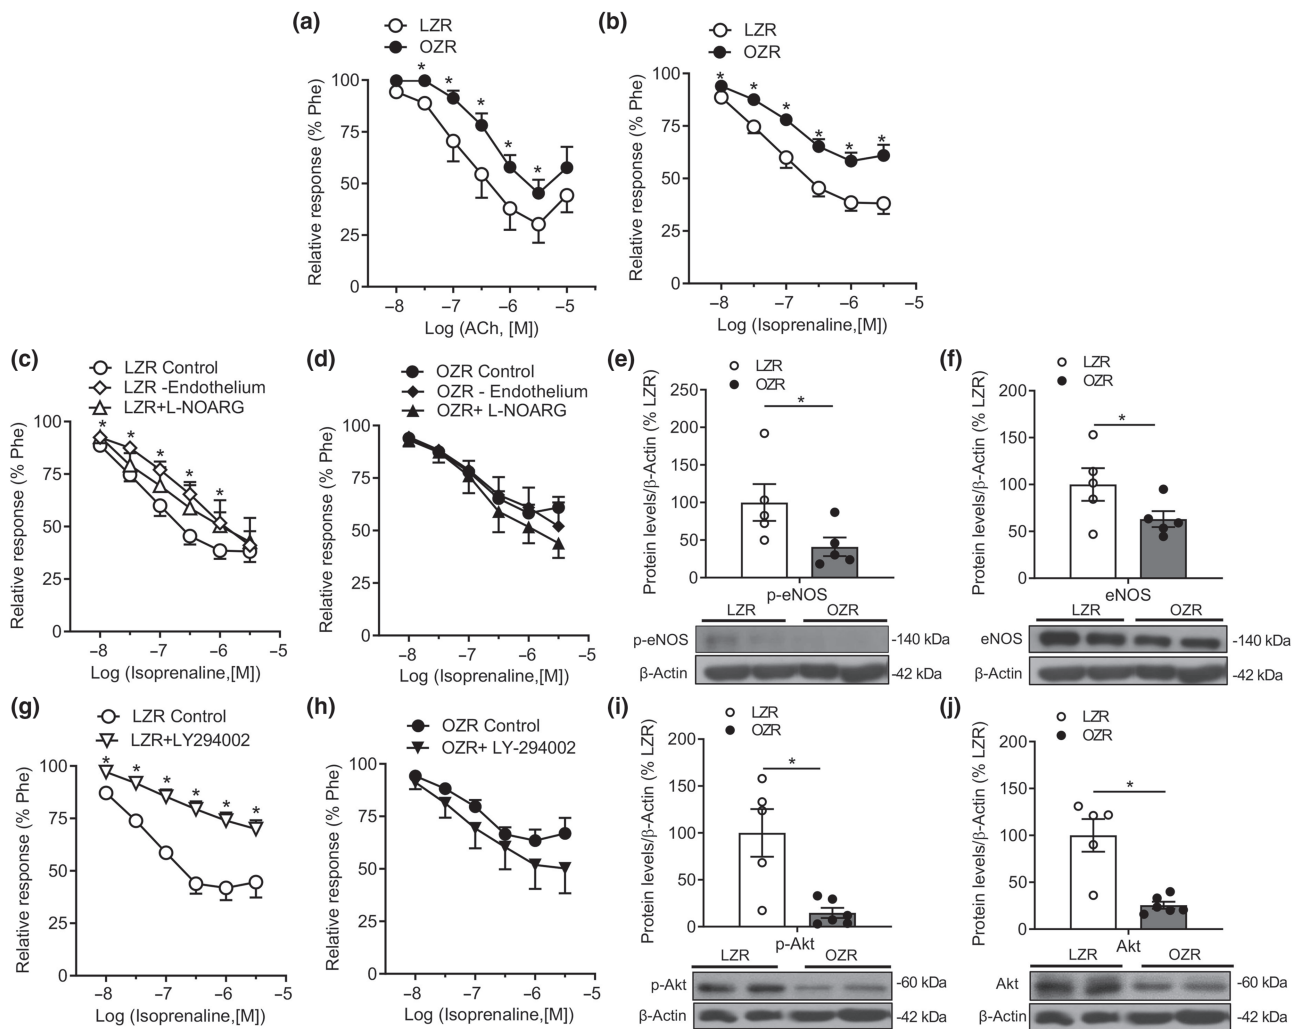 (a)
LZR
OZR
Relative response (% Phe)
100
75
50
25
0
* * * * *
–8 –7 –6 –5
Log (ACh, [M])
(b)
LZR
OZR
Relative response (% Phe)
100
75
50
25
0
* * * * * *
–8 –7 –6 –5
Log (Isoprenaline,[M])
(c)
LZR Control
LZR -Endothelium
LZR+L-NOARG
Relative response (% Phe)
100
75
50
25
0
* * * * *
–8 –7 –6 –5
Log (Isoprenaline,[M])
(d)
OZR Control
OZR - Endothelium
OZR+ L-NOARG
Relative response (% Phe)
100
75
50
25
0
–8 –7 –6 –5
Log (Isoprenaline,[M])
(e)
LZR
OZR
Protein levels/β-Actin (% LZR)
250
200
150
100
50
0
*
p-eNOS
LZR OZR
p-eNOS -140 kDa
β-Actin -42 kDa
(f)
LZR
OZR
Protein levels/β-Actin (% LZR)
200
150
100
50
0
*
eNOS
LZR OZR
eNOS -140 kDa
β-Actin -42 kDa
(g)
LZR Control
LZR+LY294002
Relative response (% Phe)
100
75
50
25
0
* * * * * *
–8 –7 –6 –5
Log (Isoprenaline,[M])
(h)
OZR Control
OZR+ LY-294002
Relative response (% Phe)
100
75
50
25
0
–8 –7 –6 –5
Log (Isoprenaline,[M])
(i)
LZR
OZR
Protein levels/β-Actin (% LZR)
200
150
100
50
0
*
p-Akt
LZR OZR
p-Akt -60 kDa
β-Actin -42 kDa
(j)
LZR
OZR
Protein levels/β-Actin (% LZR)
200
150
100
50
0
*
Akt
LZR OZR
Akt -60 kDa
β-Actin -42 kDa